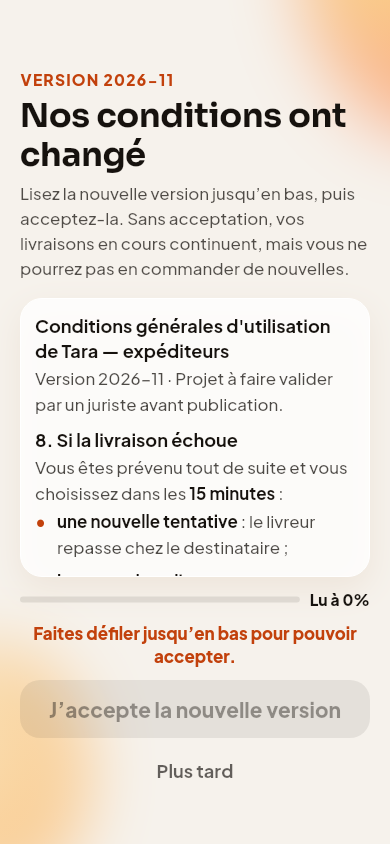 VERSION 2026-11
Nos conditions ont
changé
Lisez la nouvelle version jusqu’en bas, puis
acceptez-la. Sans acceptation, vos
livraisons en cours continuent, mais vous ne
pourrez pas en commander de nouvelles.
Conditions générales d'utilisation
de Tara — expéditeurs
Version 2026-11 · Projet à faire valider
par un juriste avant publication.
8. Si la livraison échoue
Vous êtes prévenu tout de suite et vous
choisissez dans les 15 minutes :
• une nouvelle tentative : le livreur
repasse chez le destinataire ;
Lu à 0%
Faites défiler jusqu’en bas pour pouvoir
accepter.
J’accepte la nouvelle version
Plus tard